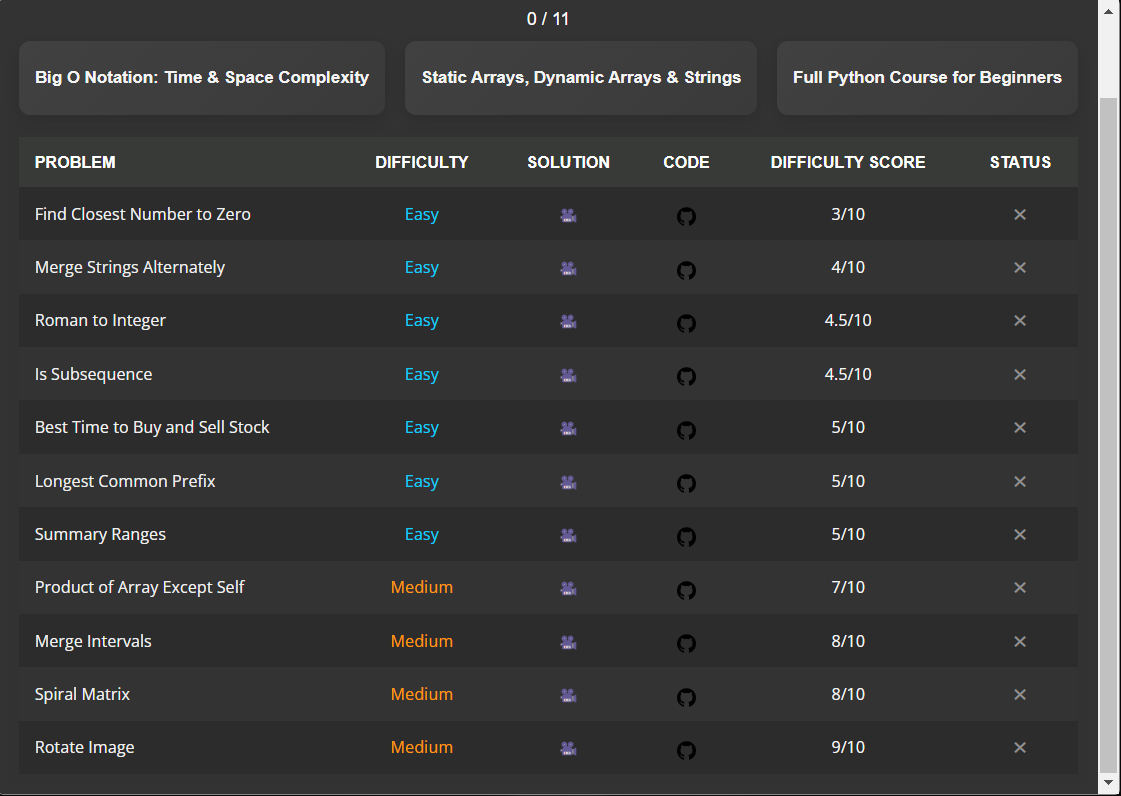 0 / 11
Big O Notation: Time & Space Complexity Static Arrays, Dynamic Arrays & Strings Full Python Course for Beginners
PROBLEM DIFFICULTY SOLUTION CODE DIFFICULTY SCORE STATUS
Find Closest Number to Zero Easy 3/10
Merge Strings Alternately Easy 4/10
Roman to Integer Easy 4.5/10
Is Subsequence Easy 4.5/10
Best Time to Buy and Sell Stock Easy 5/10
Longest Common Prefix Easy 5/10
Summary Ranges Easy 5/10
Product of Array Except Self Medium 7/10
Merge Intervals Medium 8/10
Spiral Matrix Medium 8/10
Rotate Image Medium 9/10